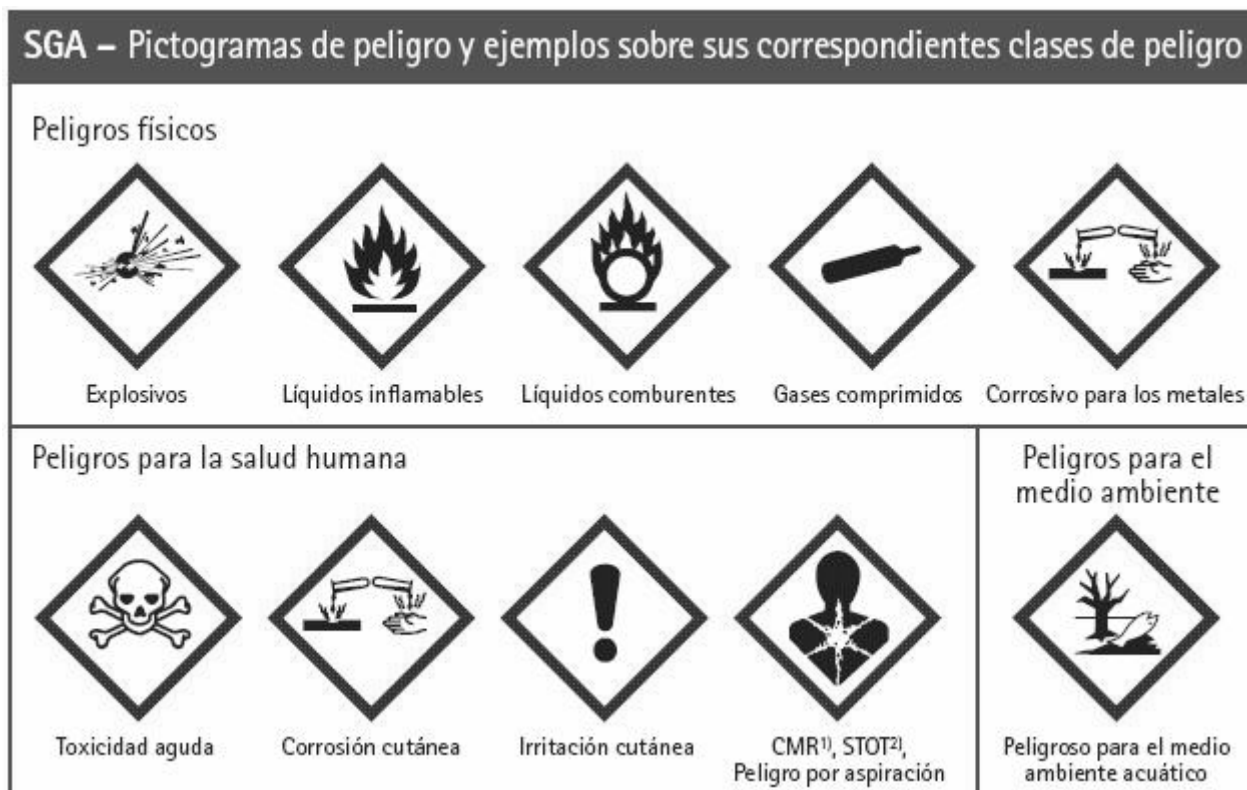 SGA – Pictogramas de peligro y ejemplos sobre sus correspondientes clases de peligro
Peligros físicos
Explosivos
Líquidos inflamables
Líquidos comburentes
Gases comprimidos
Corrosivo para los metales
Peligros para la salud humana
Peligros para el
medio ambiente
Toxicidad aguda
Corrosión cutánea
Irritación cutánea
CMR¹⁾, STOT²⁾,
Peligro por aspiración
Peligroso para el medio
ambiente acuático